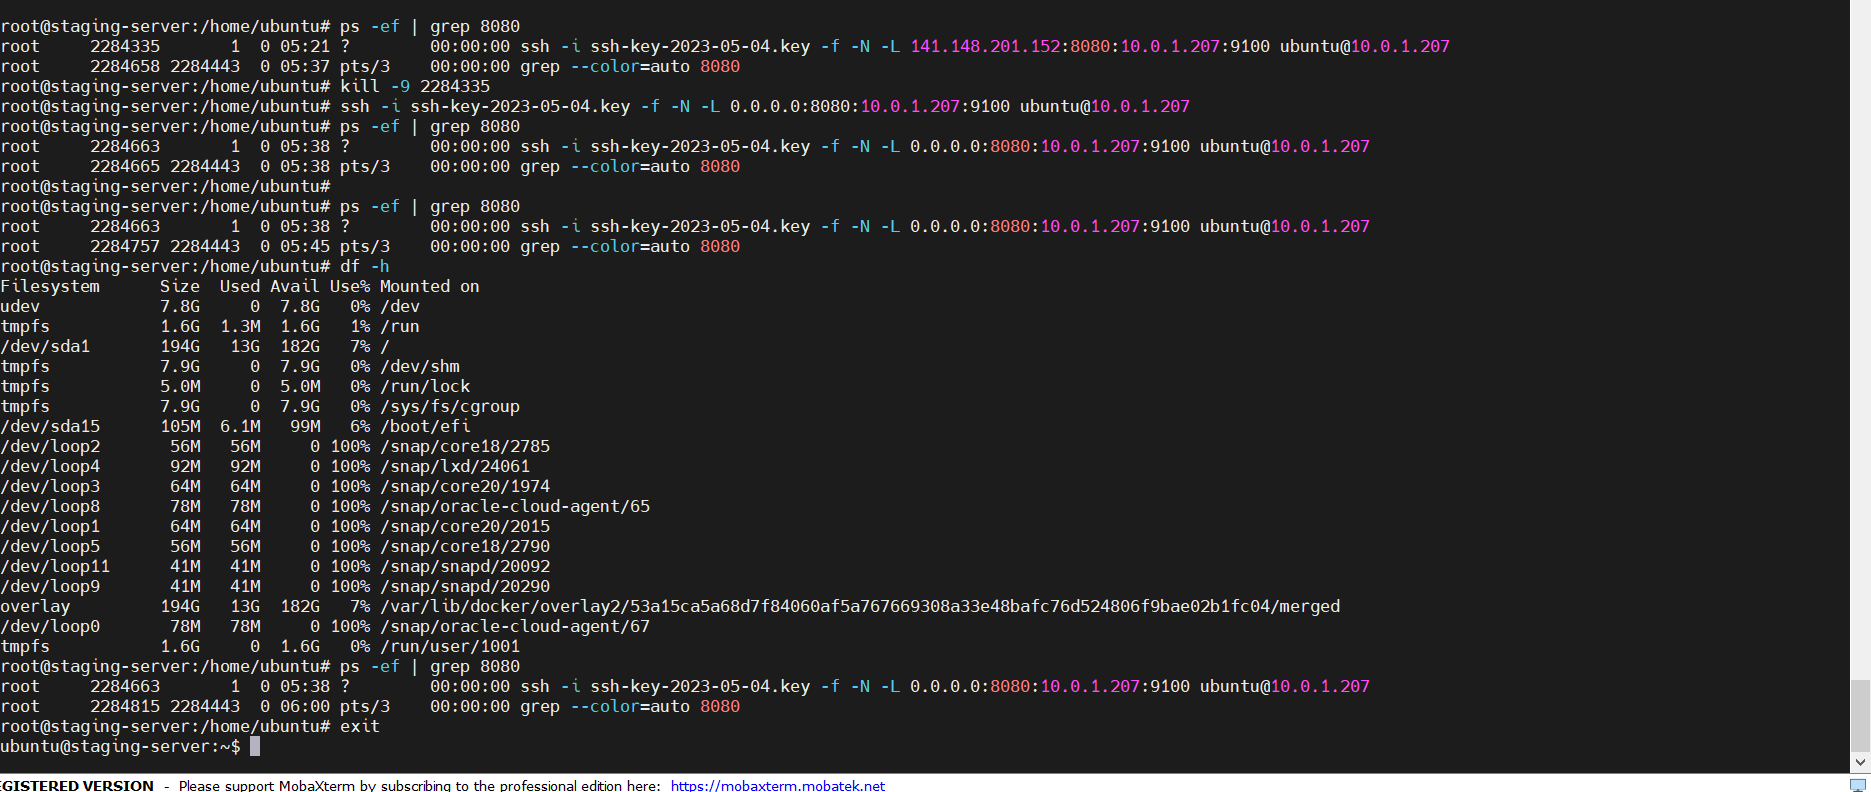 root@staging-server:/home/ubuntu# ps -ef | grep 8080
root     2284335       1  0 05:21 ?        00:00:00 ssh -i ssh-key-2023-05-04.key -f -N -L 141.148.201.152:8080:10.0.1.207:9100 ubuntu@10.0.1.207
root     2284658 2284443  0 05:37 pts/3    00:00:00 grep --color=auto 8080
root@staging-server:/home/ubuntu# kill -9 2284335
root@staging-server:/home/ubuntu# ssh -i ssh-key-2023-05-04.key -f -N -L 0.0.0.0:8080:10.0.1.207:9100 ubuntu@10.0.1.207
root@staging-server:/home/ubuntu# ps -ef | grep 8080
root     2284663       1  0 05:38 ?        00:00:00 ssh -i ssh-key-2023-05-04.key -f -N -L 0.0.0.0:8080:10.0.1.207:9100 ubuntu@10.0.1.207
root     2284665 2284443  0 05:38 pts/3    00:00:00 grep --color=auto 8080
root@staging-server:/home/ubuntu#
root@staging-server:/home/ubuntu# ps -ef | grep 8080
root     2284663       1  0 05:38 ?        00:00:00 ssh -i ssh-key-2023-05-04.key -f -N -L 0.0.0.0:8080:10.0.1.207:9100 ubuntu@10.0.1.207
root     2284757 2284443  0 05:45 pts/3    00:00:00 grep --color=auto 8080
root@staging-server:/home/ubuntu# df -h
Filesystem      Size  Used Avail Use% Mounted on
udev            7.8G     0  7.8G   0% /dev
tmpfs           1.6G  1.3M  1.6G   1% /run
/dev/sda1       194G   13G  182G   7% /
tmpfs           7.9G     0  7.9G   0% /dev/shm
tmpfs           5.0M     0  5.0M   0% /run/lock
tmpfs           7.9G     0  7.9G   0% /sys/fs/cgroup
/dev/sda15      105M  6.1M   99M   6% /boot/efi
/dev/loop2       56M   56M     0 100% /snap/core18/2785
/dev/loop4       92M   92M     0 100% /snap/lxd/24061
/dev/loop3       64M   64M     0 100% /snap/core20/1974
/dev/loop8       78M   78M     0 100% /snap/oracle-cloud-agent/65
/dev/loop1       64M   64M     0 100% /snap/core20/2015
/dev/loop5       56M   56M     0 100% /snap/core18/2790
/dev/loop11      41M   41M     0 100% /snap/snapd/20092
/dev/loop9       41M   41M     0 100% /snap/snapd/20290
overlay         194G   13G  182G   7% /var/lib/docker/overlay2/53a15ca5a68d7f84060af5a767669308a33e48bafc76d524806f9bae02b1fc04/merged
/dev/loop0       78M   78M     0 100% /snap/oracle-cloud-agent/67
tmpfs           1.6G     0  1.6G   0% /run/user/1001
root@staging-server:/home/ubuntu# ps -ef | grep 8080
root     2284663       1  0 05:38 ?        00:00:00 ssh -i ssh-key-2023-05-04.key -f -N -L 0.0.0.0:8080:10.0.1.207:9100 ubuntu@10.0.1.207
root     2284815 2284443  0 06:00 pts/3    00:00:00 grep --color=auto 8080
root@staging-server:/home/ubuntu# exit
ubuntu@staging-server:~$
EGISTERED VERSION  -  Please support MobaXterm by subscribing to the professional edition here:  https://mobaxterm.mobatek.net